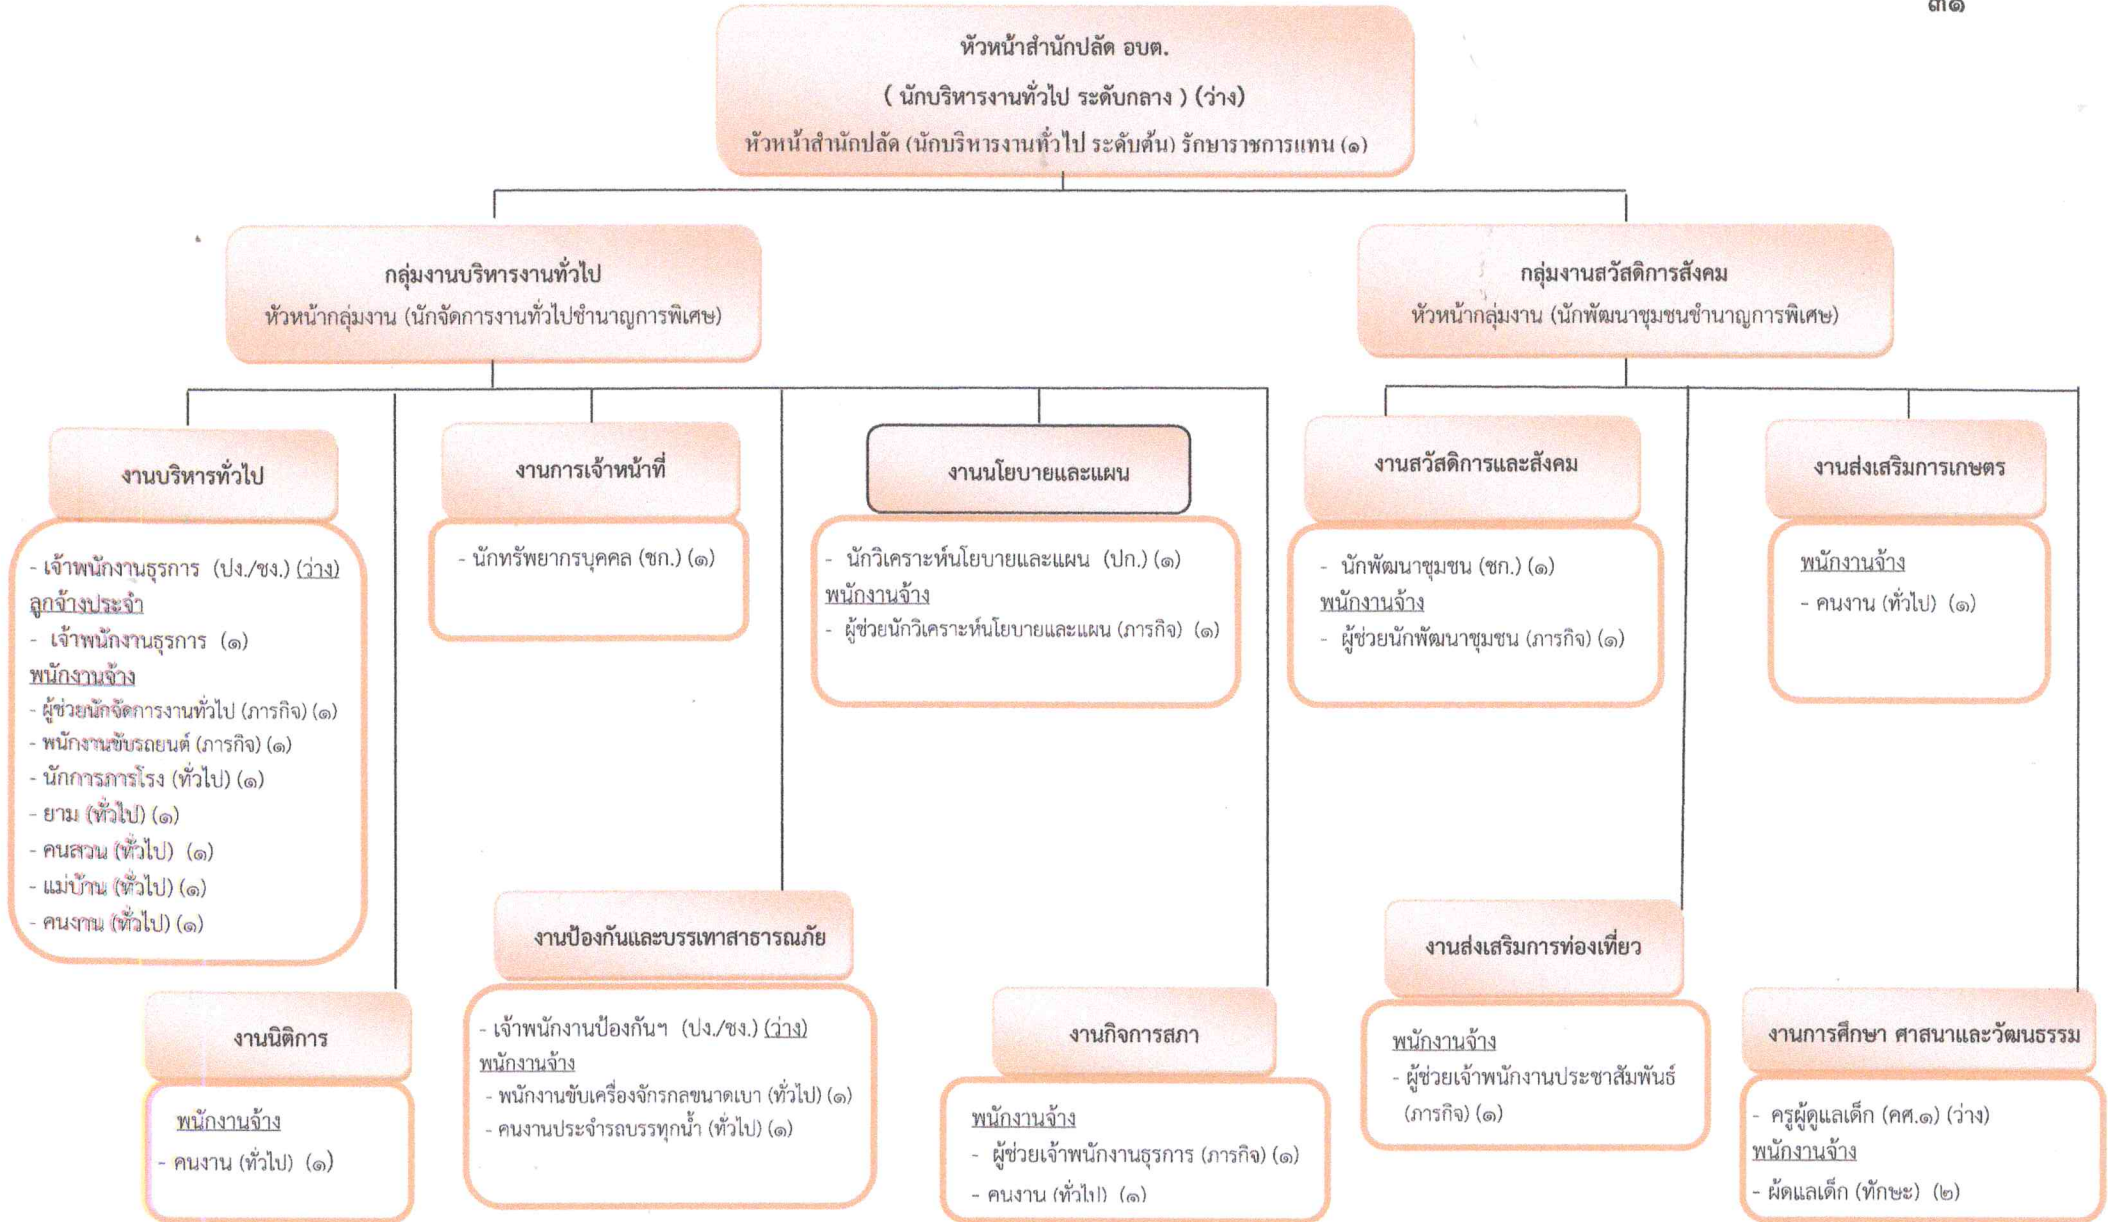 ๓๑
หัวหน้าสำนักปลัด อบต.
( นักบริหารงานทั่วไป ระดับกลาง ) (ว่าง)
หัวหน้าสำนักปลัด (นักบริหารงานทั่วไป ระดับต้น) รักษาราชการแทน (๑)
กลุ่มงานบริหารงานทั่วไป
หัวหน้ากลุ่มงาน (นักจัดการงานทั่วไปชำนาญการพิเศษ)
กลุ่มงานสวัสดิการสังคม
หัวหน้ากลุ่มงาน (นักพัฒนาชุมชนชำนาญการพิเศษ)
งานบริหารทั่วไป
- เจ้าพนักงานธุรการ (ปง./ชง.) (ว่าง)
ลูกจ้างประจำ
- เจ้าพนักงานธุรการ (๑)
พนักงานจ้าง
- ผู้ช่วยนักจัดการงานทั่วไป (ภารกิจ) (๑)
- พนักงานขับรถยนต์ (ภารกิจ) (๑)
- นักการภารโรง (ทั่วไป) (๑)
- ยาม (ทั่วไป) (๑)
- คนสวน (ทั่วไป) (๑)
- แม่บ้าน (ทั่วไป) (๑)
- คนงาน (ทั่วไป) (๑)
งานการเจ้าหน้าที่
- นักทรัพยากรบุคคล (ชก.) (๑)
งานนโยบายและแผน
- นักวิเคราะห์นโยบายและแผน (ปก.) (๑)
พนักงานจ้าง
- ผู้ช่วยนักวิเคราะห์นโยบายและแผน (ภารกิจ) (๑)
งานสวัสดิการและสังคม
- นักพัฒนาชุมชน (ชก.) (๑)
พนักงานจ้าง
- ผู้ช่วยนักพัฒนาชุมชน (ภารกิจ) (๑)
งานส่งเสริมการเกษตร
พนักงานจ้าง
- คนงาน (ทั่วไป) (๑)
งานนิติการ
พนักงานจ้าง
- คนงาน (ทั่วไป) (๑)
งานป้องกันและบรรเทาสาธารณภัย
- เจ้าพนักงานป้องกันฯ (ปง./ชง.) (ว่าง)
พนักงานจ้าง
- พนักงานขับเครื่องจักรกลขนาดเบา (ทั่วไป) (๑)
- คนงานประจำรถบรรทุกน้ำ (ทั่วไป) (๑)
งานกิจการสภา
พนักงานจ้าง
- ผู้ช่วยเจ้าพนักงานธุรการ (ภารกิจ) (๑)
- คนงาน (ทั่วไป) (๑)
งานส่งเสริมการท่องเที่ยว
พนักงานจ้าง
- ผู้ช่วยเจ้าพนักงานประชาสัมพันธ์
(ภารกิจ) (๑)
งานการศึกษา ศาสนาและวัฒนธรรม
- ครูผู้ดูแลเด็ก (คศ.๑) (ว่าง)
พนักงานจ้าง
- ผู้ดูแลเด็ก (ทักษะ) (๒)